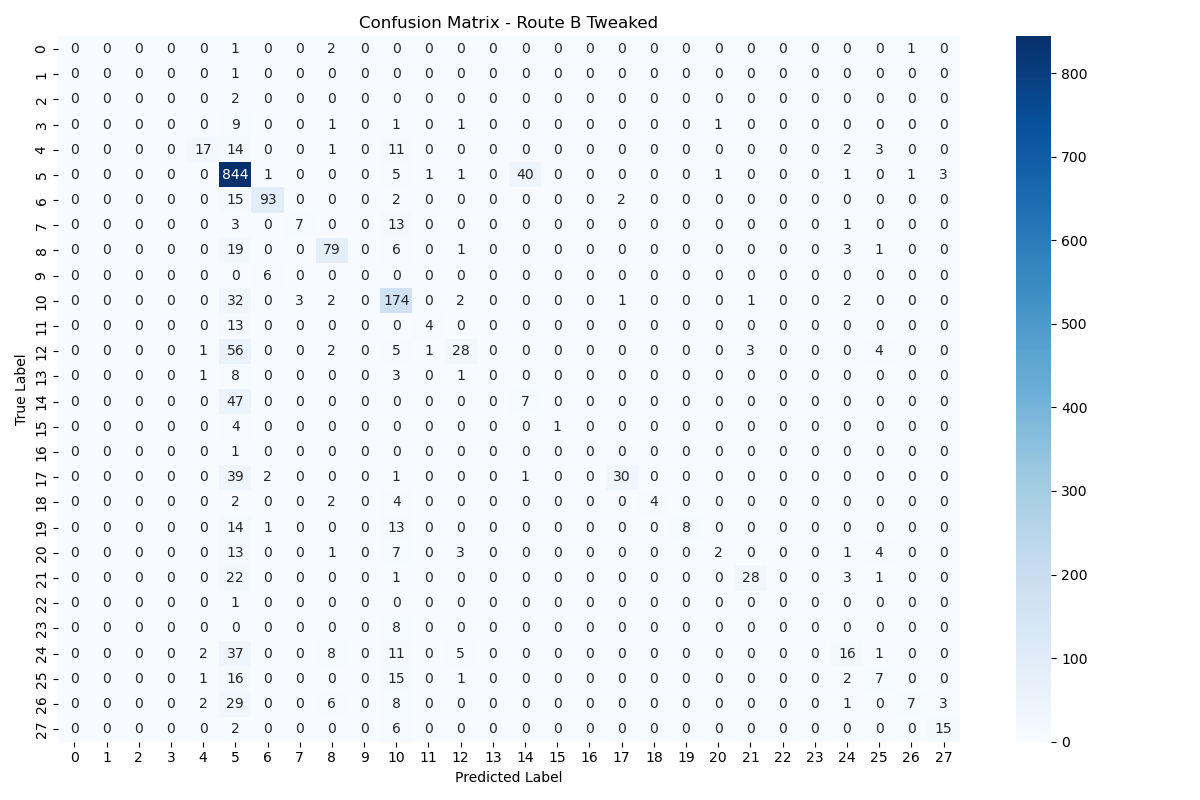 Confusion Matrix - Route B Tweaked
0 0 0 0 0 0 1 0 0 2 0 0 0 0 0 0 0 0 0 0 0 0 0 0 0 0 0 1 0
1 0 0 0 0 0 1 0 0 0 0 0 0 0 0 0 0 0 0 0 0 0 0 0 0 0 0 0 0
2 0 0 0 0 0 2 0 0 0 0 0 0 0 0 0 0 0 0 0 0 0 0 0 0 0 0 0 0
3 0 0 0 0 0 9 0 0 1 0 1 0 1 0 0 0 0 0 0 0 1 0 0 0 0 0 0 0
4 0 0 0 0 17 14 0 0 1 0 11 0 0 0 0 0 0 0 0 0 0 0 0 0 2 3 0 0
5 0 0 0 0 0 844 1 0 0 0 5 1 1 0 40 0 0 0 0 0 1 0 0 0 1 0 1 3
6 0 0 0 0 0 15 93 0 0 0 2 0 0 0 0 0 0 2 0 0 0 0 0 0 0 0 0 0
7 0 0 0 0 0 3 0 7 0 0 13 0 0 0 0 0 0 0 0 0 0 0 0 0 1 0 0 0
8 0 0 0 0 0 19 0 0 79 0 6 0 1 0 0 0 0 0 0 0 0 0 0 0 3 1 0 0
9 0 0 0 0 0 0 6 0 0 0 0 0 0 0 0 0 0 0 0 0 0 0 0 0 0 0 0 0
10 0 0 0 0 0 32 0 3 2 0 174 0 2 0 0 0 0 1 0 0 0 1 0 0 2 0 0 0
11 0 0 0 0 0 13 0 0 0 0 0 4 0 0 0 0 0 0 0 0 0 0 0 0 0 0 0 0
12 0 0 0 0 1 56 0 0 2 0 5 1 28 0 0 0 0 0 0 0 0 3 0 0 0 4 0 0
13 0 0 0 0 1 8 0 0 0 0 3 0 1 0 0 0 0 0 0 0 0 0 0 0 0 0 0 0
14 0 0 0 0 0 47 0 0 0 0 0 0 0 0 7 0 0 0 0 0 0 0 0 0 0 0 0 0
15 0 0 0 0 0 4 0 0 0 0 0 0 0 0 0 1 0 0 0 0 0 0 0 0 0 0 0 0
16 0 0 0 0 0 1 0 0 0 0 0 0 0 0 0 0 0 0 0 0 0 0 0 0 0 0 0 0
17 0 0 0 0 0 39 2 0 0 0 1 0 0 0 1 0 0 30 0 0 0 0 0 0 0 0 0 0
18 0 0 0 0 0 2 0 0 2 0 4 0 0 0 0 0 0 0 4 0 0 0 0 0 0 0 0 0
19 0 0 0 0 0 14 1 0 0 0 13 0 0 0 0 0 0 0 0 8 0 0 0 0 0 0 0 0
20 0 0 0 0 0 13 0 0 1 0 7 0 3 0 0 0 0 0 0 0 2 0 0 0 1 4 0 0
21 0 0 0 0 0 22 0 0 0 0 1 0 0 0 0 0 0 0 0 0 0 28 0 0 3 1 0 0
22 0 0 0 0 0 1 0 0 0 0 0 0 0 0 0 0 0 0 0 0 0 0 0 0 0 0 0 0
23 0 0 0 0 0 0 0 0 0 0 8 0 0 0 0 0 0 0 0 0 0 0 0 0 0 0 0 0
24 0 0 0 0 2 37 0 0 8 0 11 0 5 0 0 0 0 0 0 0 0 0 0 0 16 1 0 0
25 0 0 0 0 1 16 0 0 0 0 15 0 1 0 0 0 0 0 0 0 0 0 0 0 2 7 0 0
26 0 0 0 0 2 29 0 0 6 0 8 0 0 0 0 0 0 0 0 0 0 0 0 0 1 0 7 3
27 0 0 0 0 0 2 0 0 0 0 6 0 0 0 0 0 0 0 0 0 0 0 0 0 0 0 0 15
0 1 2 3 4 5 6 7 8 9 10 11 12 13 14 15 16 17 18 19 20 21 22 23 24 25 26 27
Predicted Label
True Label
800
700
600
500
400
300
200
100
0